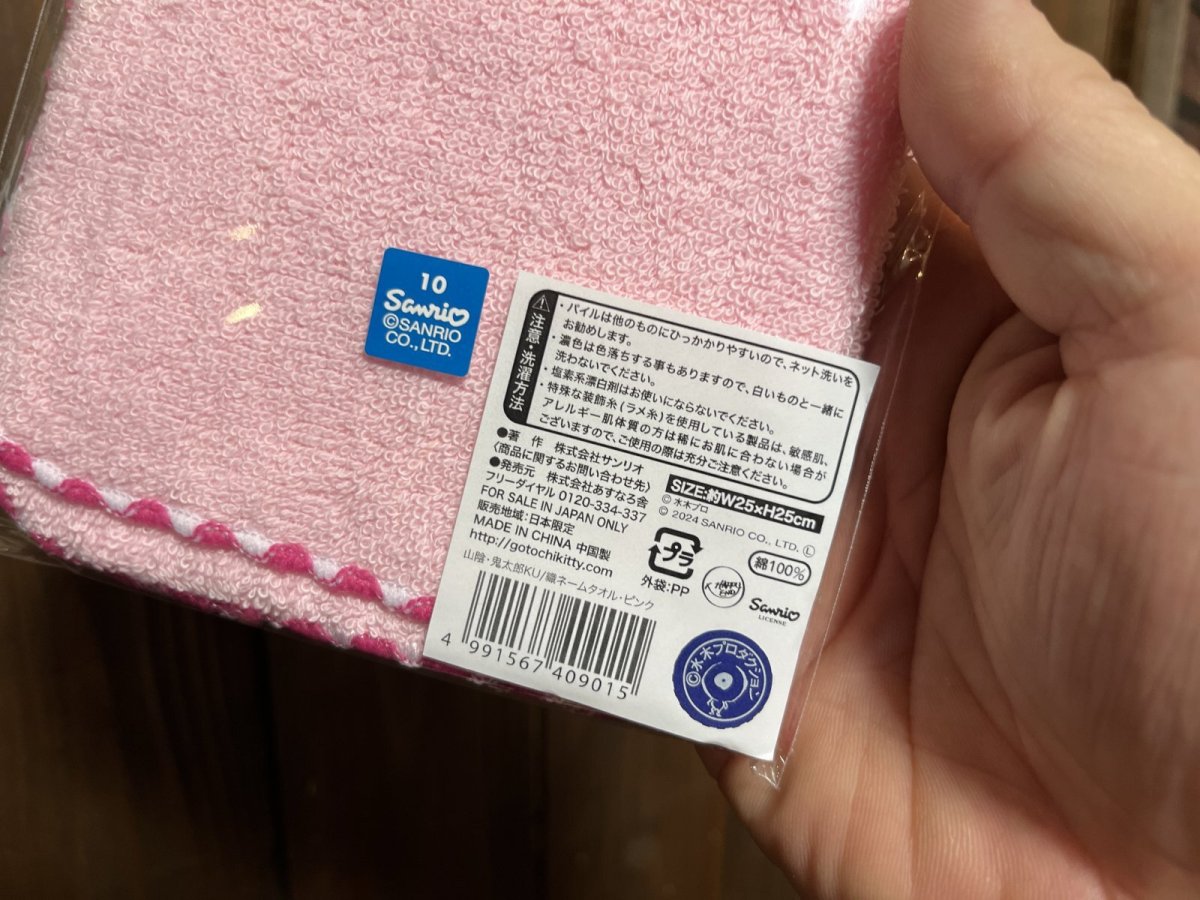 10
Sanrio
©SANRIO
CO., LTD.
注意・洗濯方法
・パイルは他のものにひっかかりやすいので、ネット洗いを
お勧めします。
・濃色は色落ちする事もありますので、白いものと一緒に
洗わないでください。
・塩素系漂白剤はお使いにならないでください。
・特殊な装飾糸(ラメ糸)を使用している製品は、敏感肌、
アレルギー肌体質の方は稀にお肌に合わない場合が
ございますので、ご使用の際は充分ご注意ください。
●著 作 株式会社サンリオ
〈商品に関するお問い合わせ先〉
●発売元 株式会社あすなろ舎
フリーダイヤル 0120-334-337
FOR SALE IN JAPAN ONLY
販売地域:日本限定
MADE IN CHINA 中国製
http://gotochikitty.com
山陰・鬼太郎KU/織ネームタオル・ピンク
SIZE:約W25×H25cm
© 水木プロ
© 2024 SANRIO CO., LTD. Ⓛ
プラ
外袋:PP
綿100%
K HAPPY END
Sanrio
LICENSE
4 991567 409015
©水木プロダクション